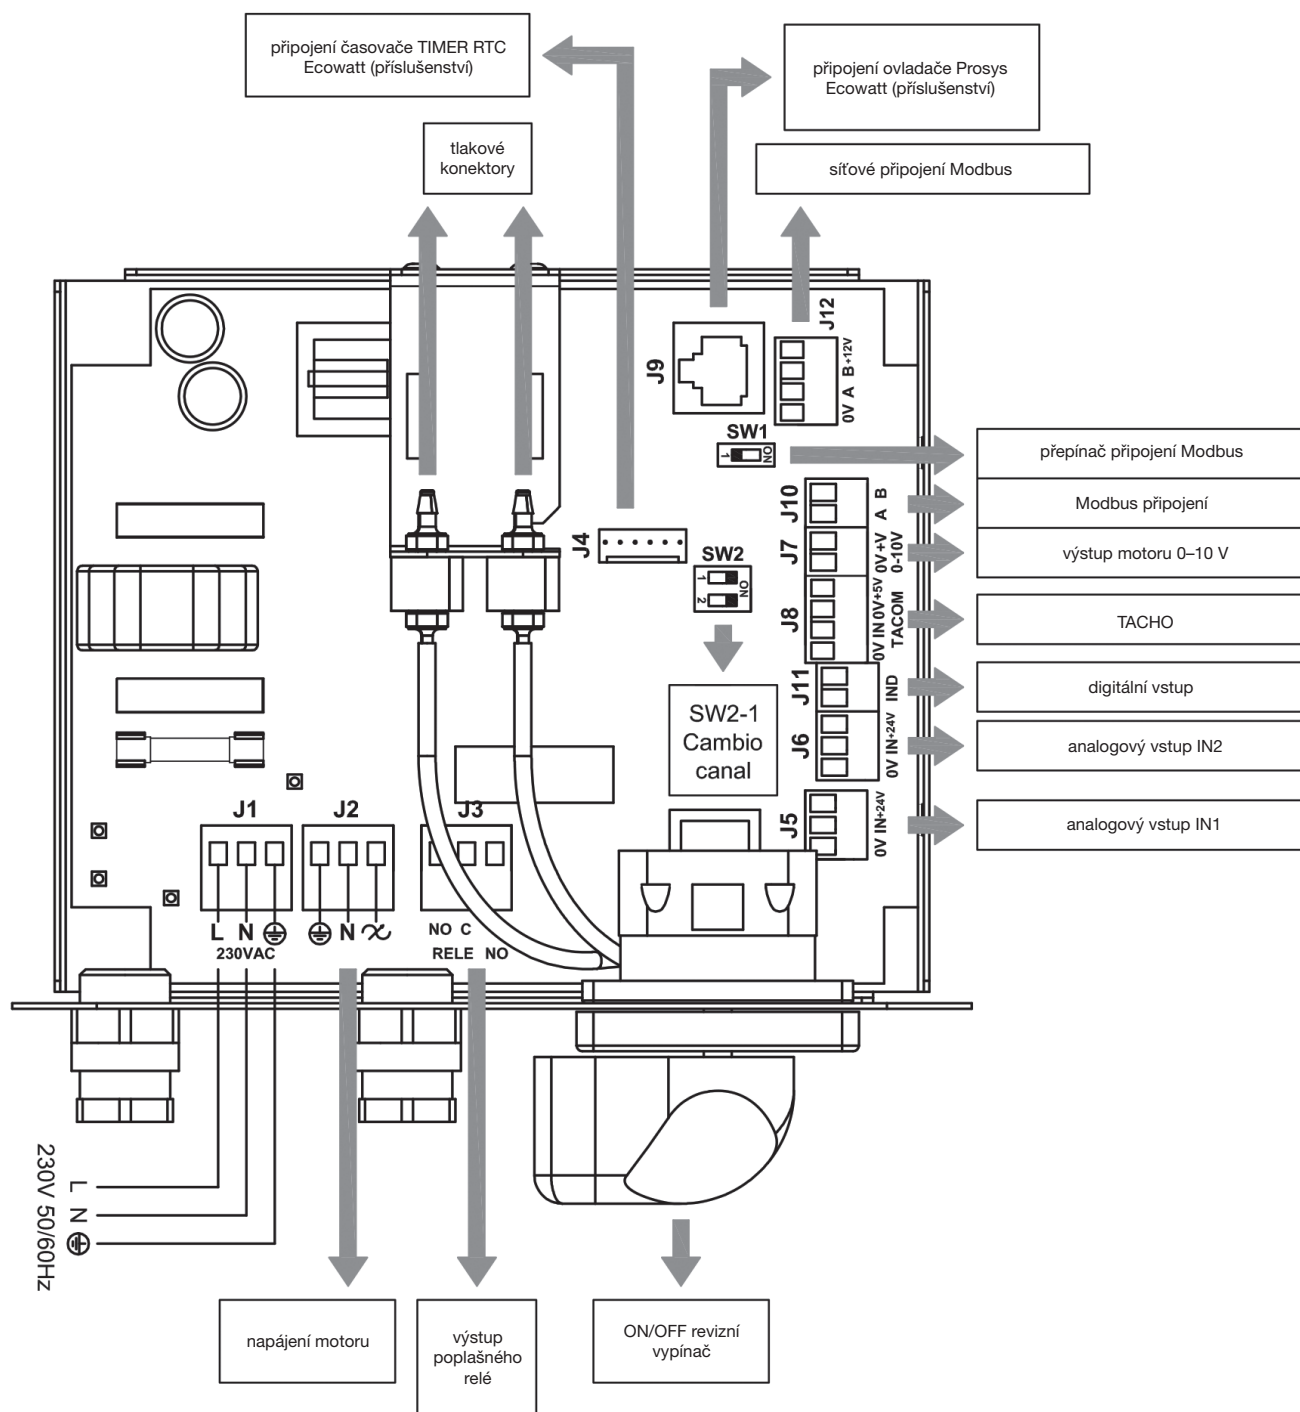 připojení časovače TIMER RTC
Ecowatt (příslušenství)
připojení ovladače Prosys
Ecowatt (příslušenství)
tlakové
konektory
síťové připojení Modbus
J12
0V A B +12V
J9
SW1
1 ON
přepínač připojení Modbus
J10
A B
Modbus připojení
J7
0V +V
0-10V
výstup motoru 0–10 V
J4
SW2
1 2 ON
J8
0V IN 0V +5V
TACOM
TACHO
J11
IND
digitální vstup
SW2-1
Cambio
canal
J6
0V IN +24V
analogový vstup IN2
J5
0V IN +24V
analogový vstup IN1
J1
J2
J3
L N
230VAC
N
NO C
RELE NO
230V 50/60Hz
L
N
napájení motoru
výstup
poplašného
relé
ON/OFF revizní
vypínač